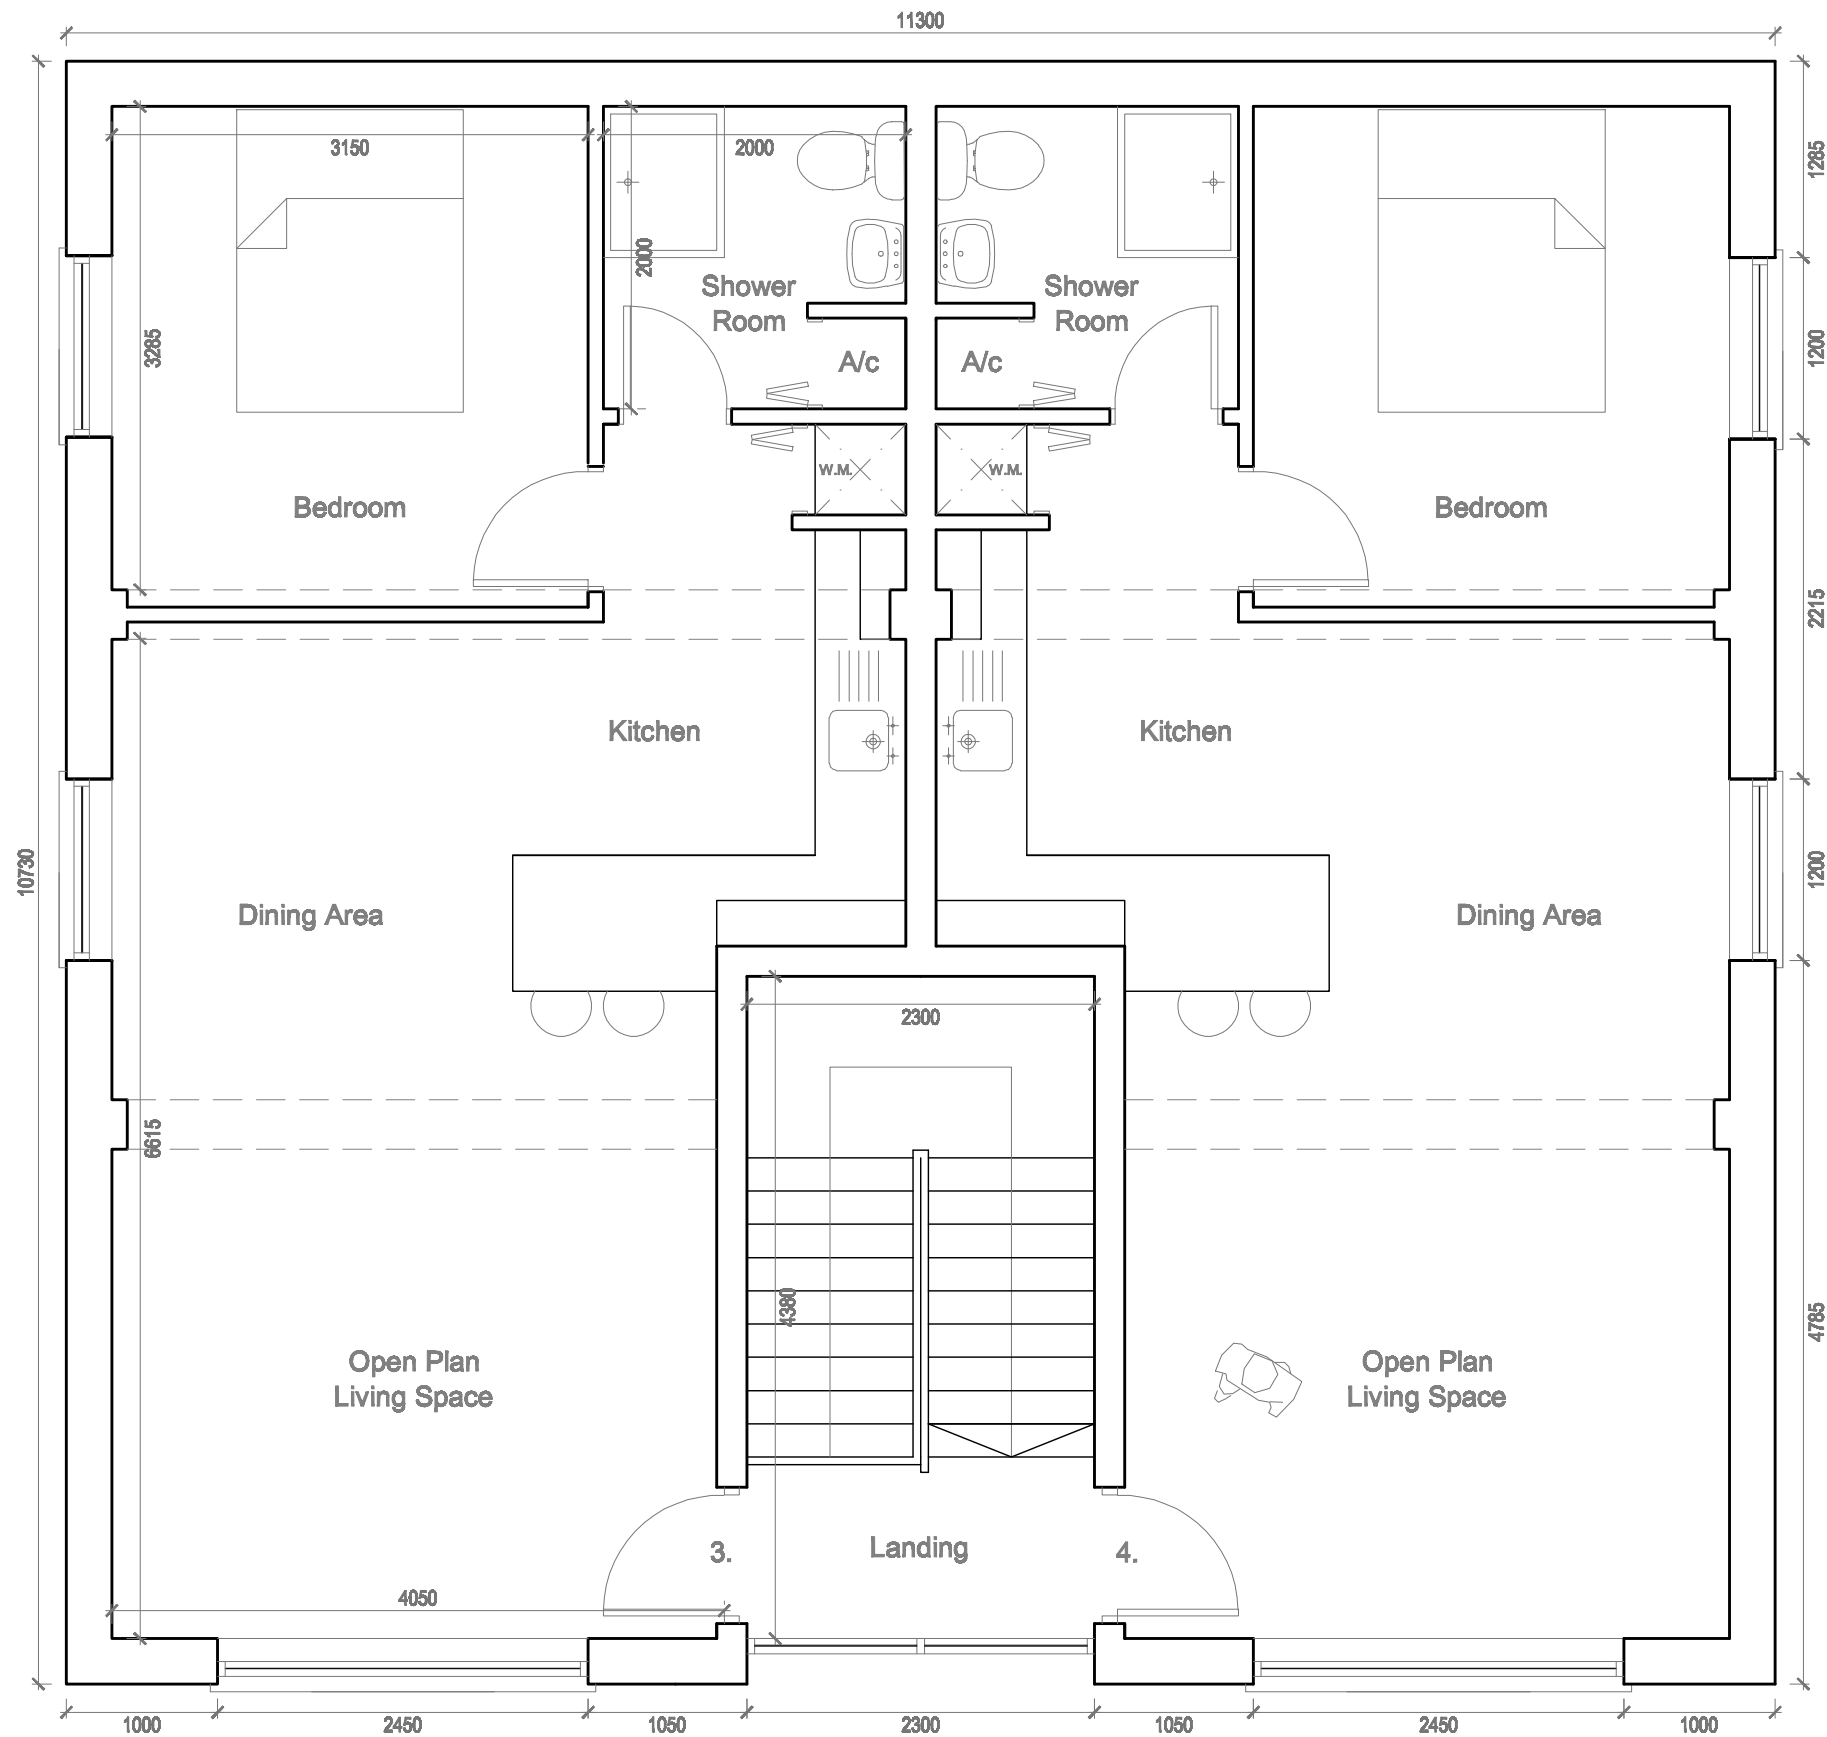 11300
3150
2000
1285
2000
Shower
Room
Shower
Room
3285
A/c
A/c
1200
W.M.
W.M.
Bedroom
Bedroom
2215
Kitchen
Kitchen
10730
1200
Dining Area
Dining Area
2300
6615
4380
4785
Open Plan
Living Space
Open Plan
Living Space
3.
Landing
4.
4050
1000
2450
1050
2300
1050
2450
1000